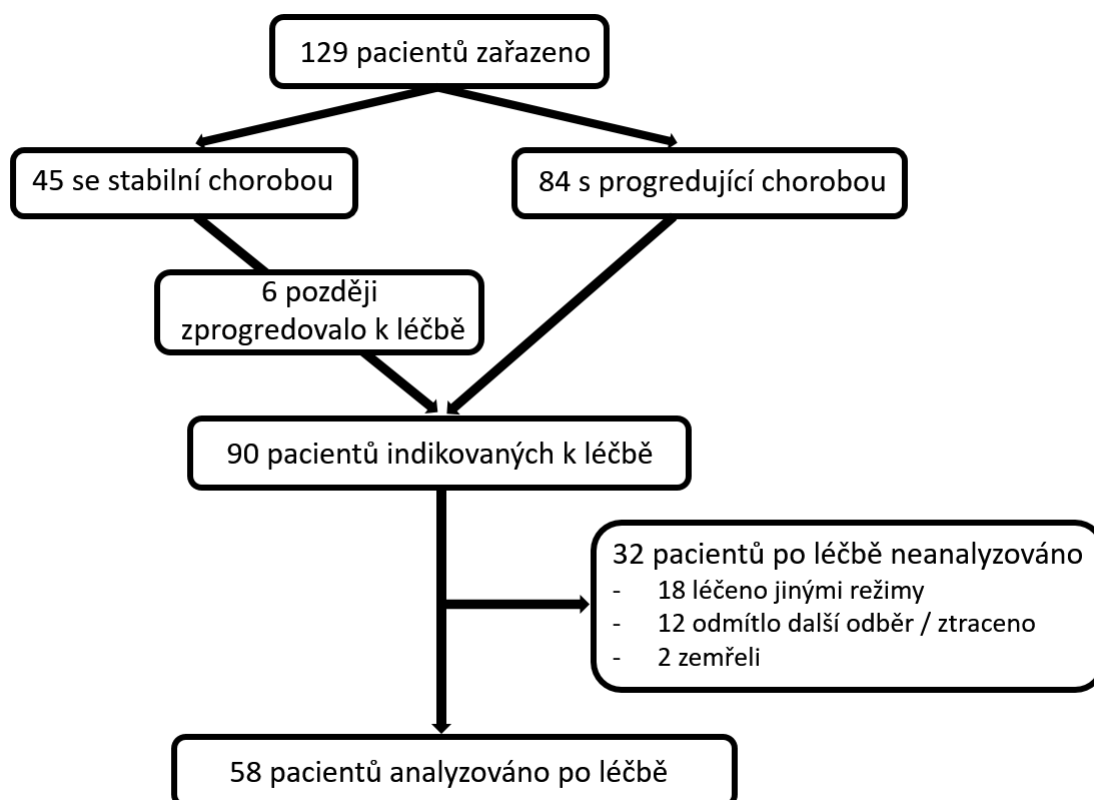 129 pacientů zařazeno
45 se stabilní chorobou
84 s progredující chorobou
6 později
zprogredovalo k léčbě
90 pacientů indikovaných k léčbě
32 pacientů po léčbě neanalyzováno
- 18 léčeno jinými režimy
- 12 odmítlo další odběr / ztraceno
- 2 zemřeli
58 pacientů analyzováno po léčbě